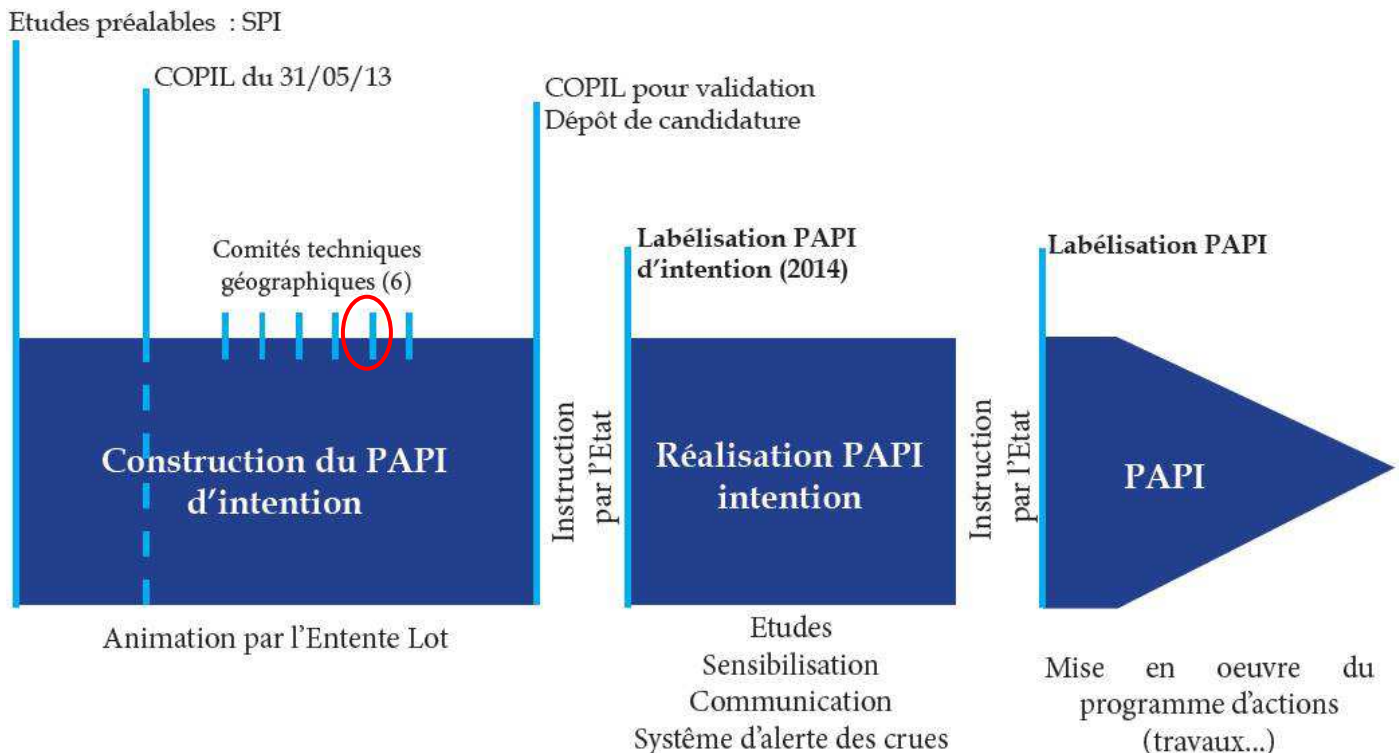 Etudes préalables : SPI
COPIL du 31/05/13
COPIL pour validation
Dépôt de candidature
Comités techniques
géographiques (6)
Labélisation PAPI
d'intention (2014)
Labélisation PAPI
Construction du PAPI
d'intention
Instruction
par l'Etat
Réalisation PAPI
intention
Instruction
par l'Etat
PAPI
Animation par l'Entente Lot
Etudes
Sensibilisation
Communication
Système d'alerte des crues
Mise en oeuvre du
programme d'actions
(travaux...)